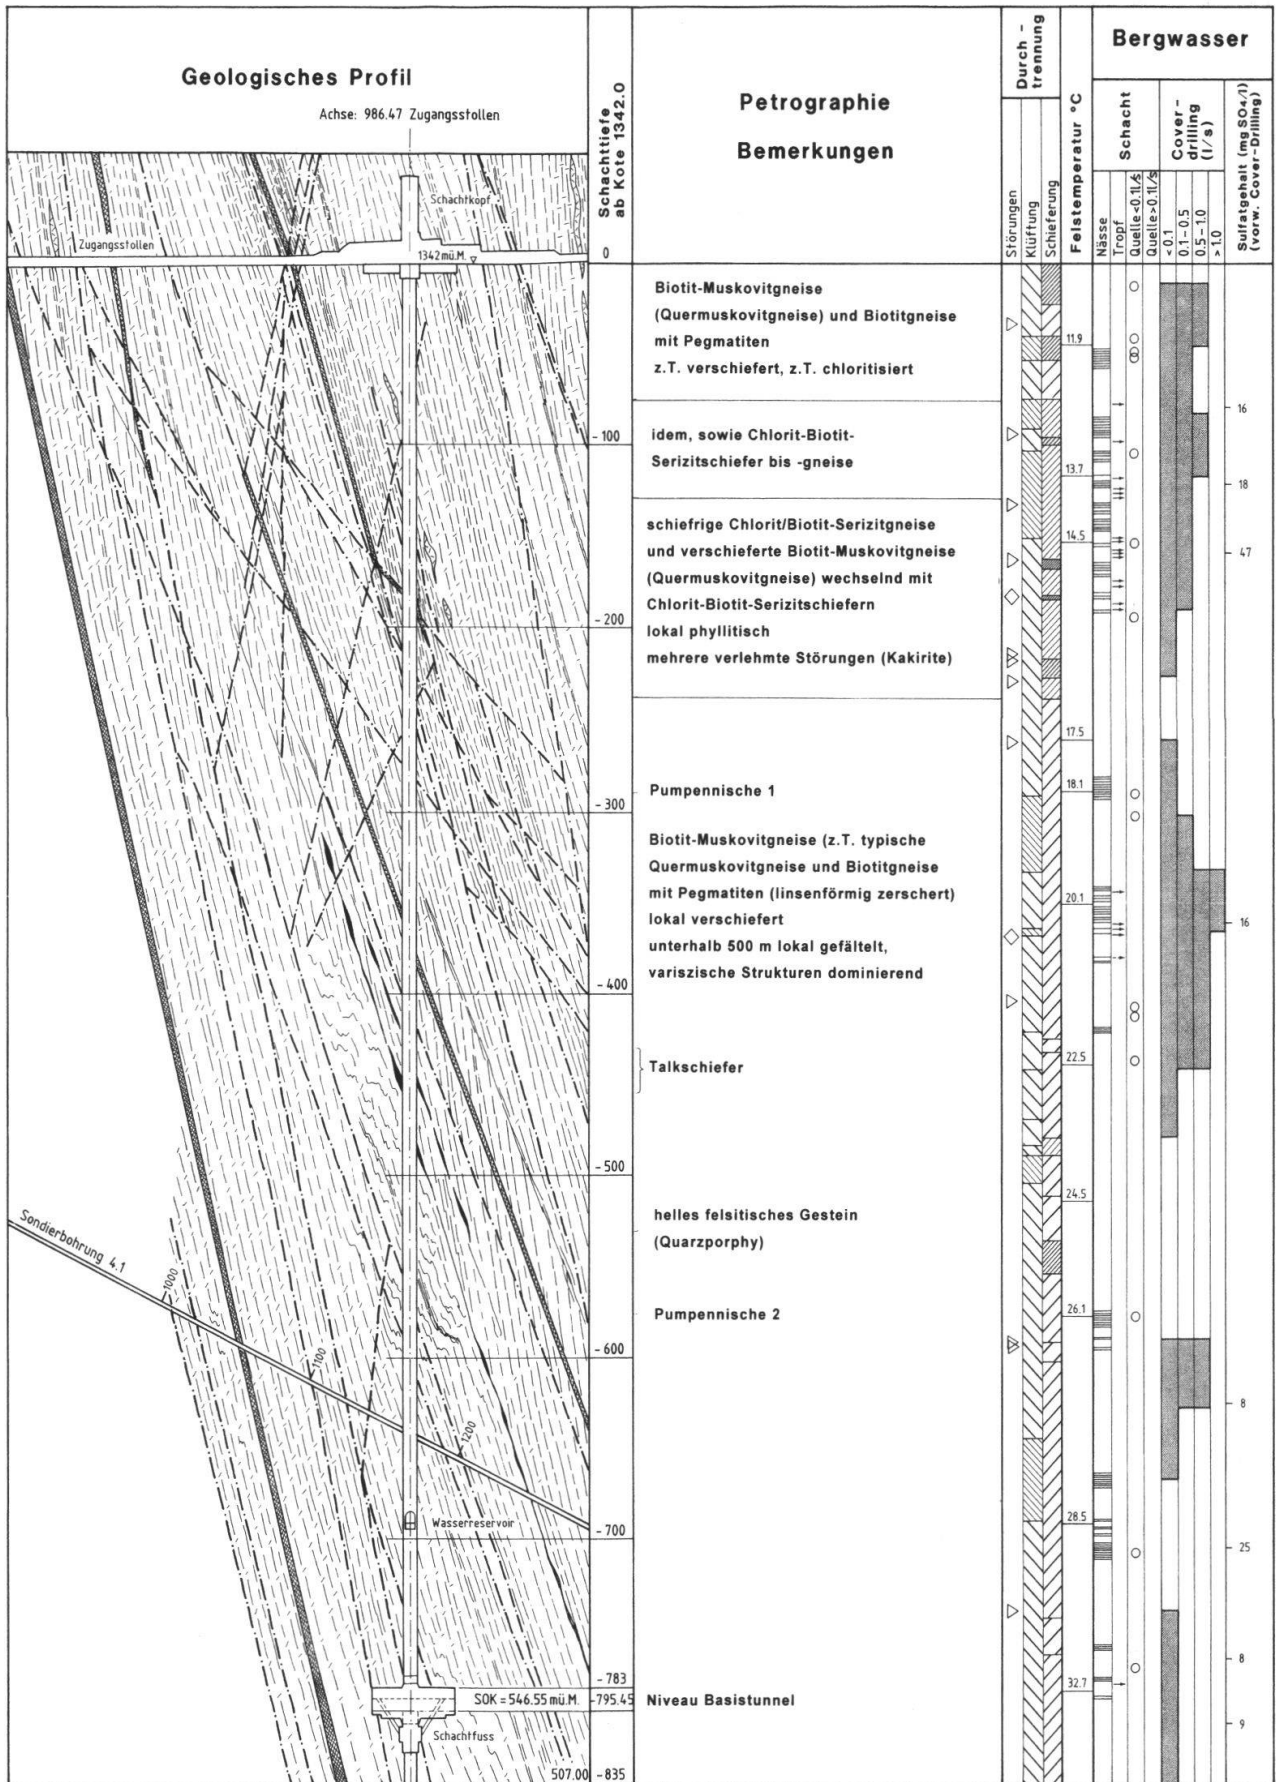 Geologisches Profil
Achse: 986.47 Zugangsstollen
Schachtkopf
Zugangsstollen
1342 mü.M.
Sondierbohrung 4.1
1000
1100
1200
Wasserreservoir
SOK = 546.55 mü.M.
Schachtfuss
507.00
Schachttiefe
ab Kote 1342.0
0
-100
-200
-300
-400
-500
-600
-700
-783
-795.45
-835
Petrographie
Bemerkungen
Biotit-Muskovitgneise
(Quermuskovitgneise) und Biotitgneise
mit Pegmatiten
z.T. verschiefert, z.T. chloritisiert
idem, sowie Chlorit-Biotit-
Serizitschiefer bis -gneise
schiefrige Chlorit/Biotit-Serizitgneise
und verschieferte Biotit-Muskovitgneise
(Quermuskovitgneise) wechselnd mit
Chlorit-Biotit-Serizitschiefern
lokal phyllitisch
mehrere verlehmte Störungen (Kakirite)
Pumpennische 1
Biotit-Muskovitgneise (z.T. typische
Quermuskovitgneise und Biotitgneise
mit Pegmatiten (linsenförmig zerschert)
lokal verschiefert
unterhalb 500 m lokal gefältelt,
variszische Strukturen dominierend
Talkschiefer
helles felsitisches Gestein
(Quarzporphy)
Pumpennische 2
Niveau Basistunnel
Durch-
trennung
Störungen
Klüftung
Schieferung
Felstemperatur °C
11.9
13.7
14.5
17.5
18.1
20.1
22.5
24.5
26.1
28.5
32.7
Bergwasser
Schacht
Nässe
Tropf
Quelle<0.1l/s
Quelle>0.1l/s
Cover-
drilling
(l/s)
< 0.1
0.1-0.5
0.5-1.0
> 1.0
Sulfatgehalt (mg SO4/l)
(vorw. Cover-Drilling)
16
18
47
16
8
25
8
9